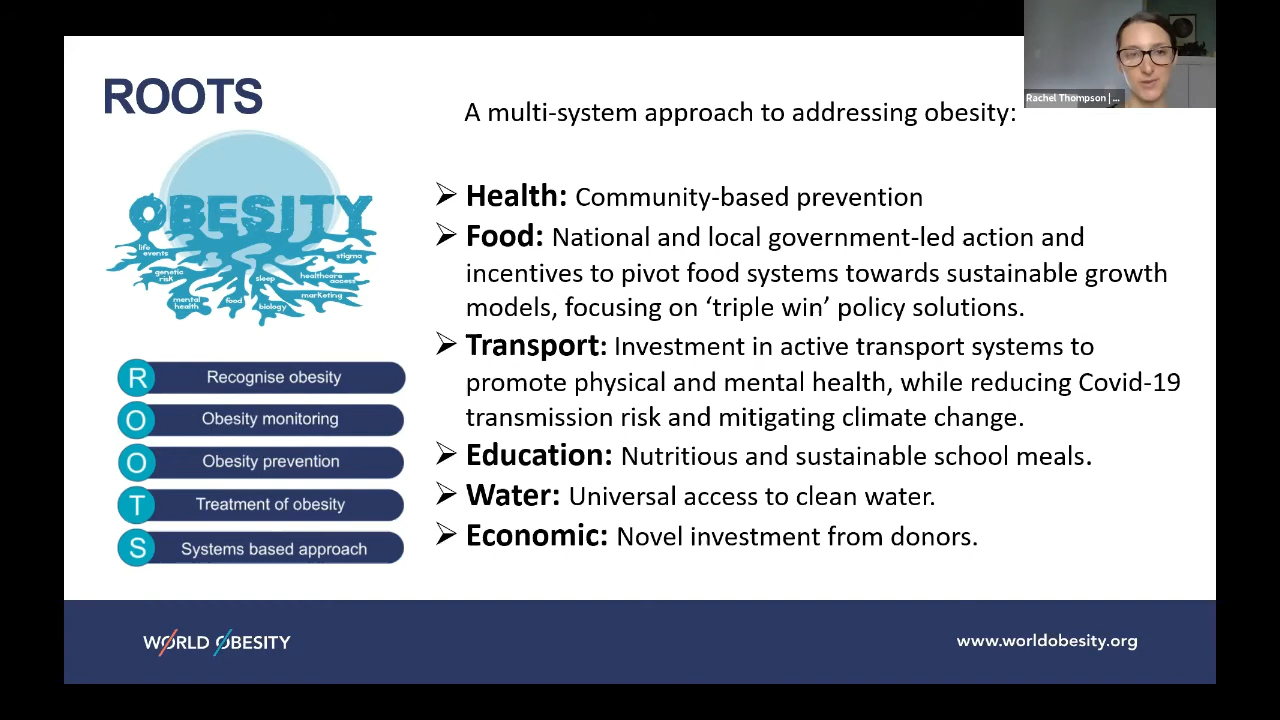 ROOTS
Rachel Thompson | ...
A multi-system approach to addressing obesity:
OBESITY
life
events
stigma
genetic
risk
sleep
healthcare
access
mental
health
food
biology
marketing
➢ Health: Community-based prevention
➢ Food: National and local government-led action and
incentives to pivot food systems towards sustainable growth
models, focusing on ‘triple win’ policy solutions.
➢ Transport: Investment in active transport systems to
promote physical and mental health, while reducing Covid-19
transmission risk and mitigating climate change.
➢ Education: Nutritious and sustainable school meals.
➢ Water: Universal access to clean water.
➢ Economic: Novel investment from donors.
R Recognise obesity
O Obesity monitoring
O Obesity prevention
T Treatment of obesity
S Systems based approach
WORLD OBESITY
www.worldobesity.org